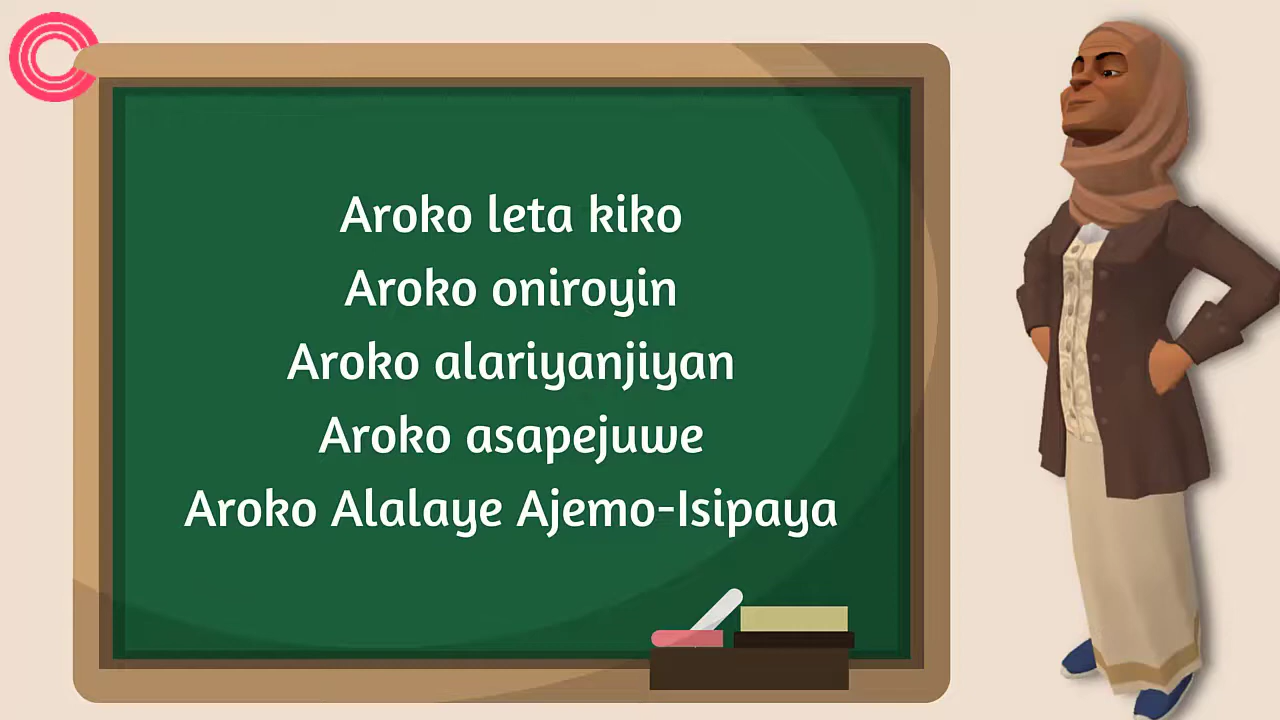 Aroko leta kiko
Aroko oniroyin
Aroko alariyanjiyan
Aroko asapejuwe
Aroko Alalaye Ajemo-Isipaya